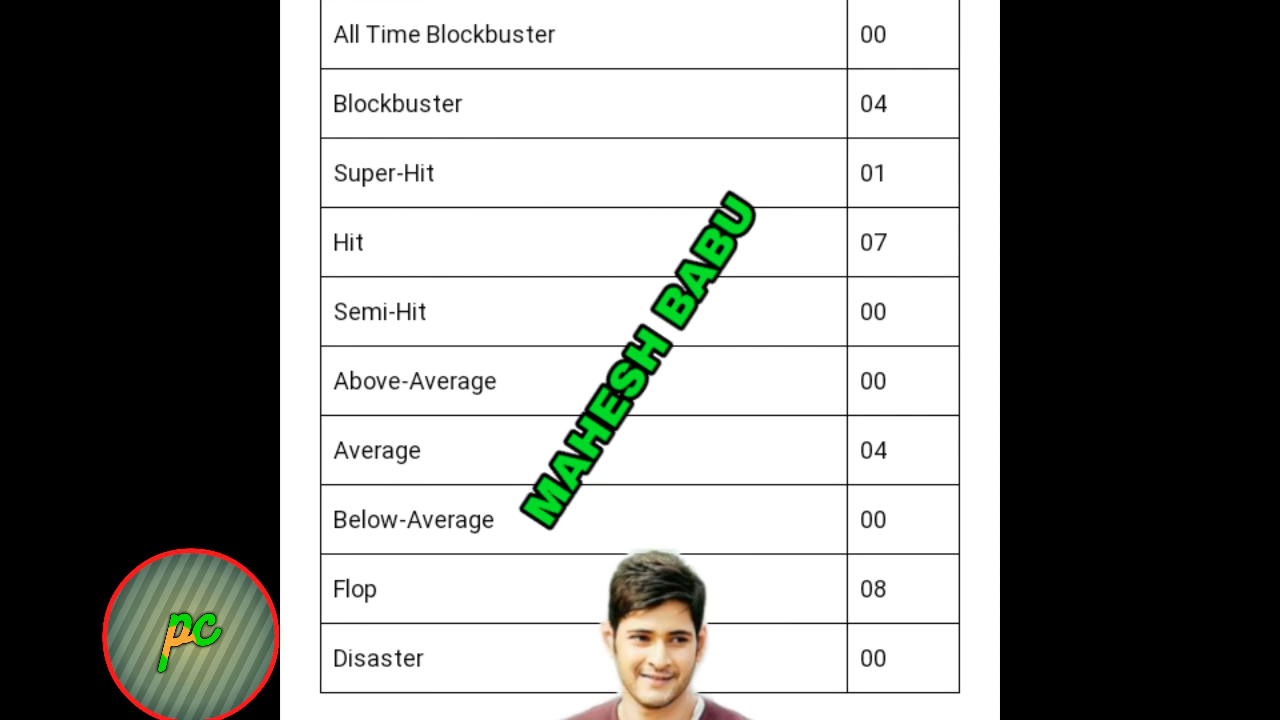 All Time Blockbuster 00
Blockbuster 04
Super-Hit 01
Hit 07
Semi-Hit 00
Above-Average 00
Average 04
Below-Average 00
Flop 08
Disaster 00
MAHESH BABU
pc